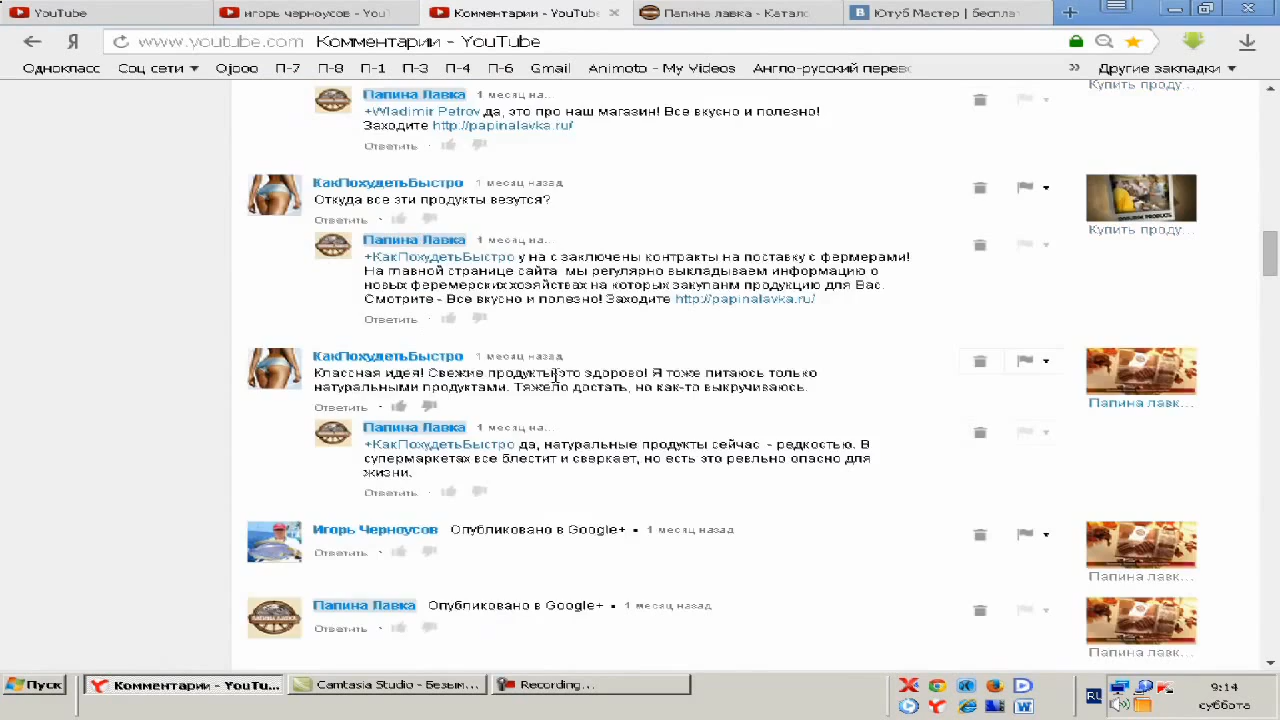 YouTube
игорь черноусов - YouT
Комментарии - YouTube
Папина лавка - Катало
Ютуб Мастер | бесплат
www.youtube.com Комментарии - YouTube
Однокласс Соц сети Ojooo П-7 П-8 П-1 П-3 П-4 П-6 Gmail Animoto - My Videos Англо-русский перевс » Другие закладки
Купить проду...
Папина Лавка 1 месяц на...
+Wladimir Petrov да, это про наш магазин! Все вкусно и полезно!
Заходите http://papinalavka.ru/
Ответить ·
КакПохудетьБыстро 1 месяц назад
Откуда все эти продукты везутся?
Ответить ·
Купить проду...
Папина Лавка 1 месяц на...
+КакПохудетьБыстро у на с заключены контракты на поставку с фермерами!
На главной странице сайта мы регулярно выкладываем информацию о
новых феремерских хозяйствах на которых закупанм продукцию для Вас.
Смотрите - Все вкусно и полезно! Заходите http://papinalavka.ru/
Ответить ·
КакПохудетьБыстро 1 месяц назад
Классная идея! Свежие продукты это здорово! Я тоже питаюсь только
натуральными продуктами. Тяжело достать, но как-то выкручиваюсь.
Ответить ·
Папина лавк...
Папина Лавка 1 месяц на...
+КакПохудетьБыстро да, натуральные продукты сейчас - редкостью. В
супермаркетах все блестит и сверкает, но есть это ревльно опасно для
жизни.
Ответить ·
Игорь Черноусов Опубликовано в Google+ • 1 месяц назад
Ответить ·
Папина лавк...
Папина Лавка Опубликовано в Google+ • 1 месяц назад
Ответить ·
Папина лавк...
Пуск
Комментарии - YouTu...
Camtasia Studio - Безым...
Recording...
RU
9:14
суббота